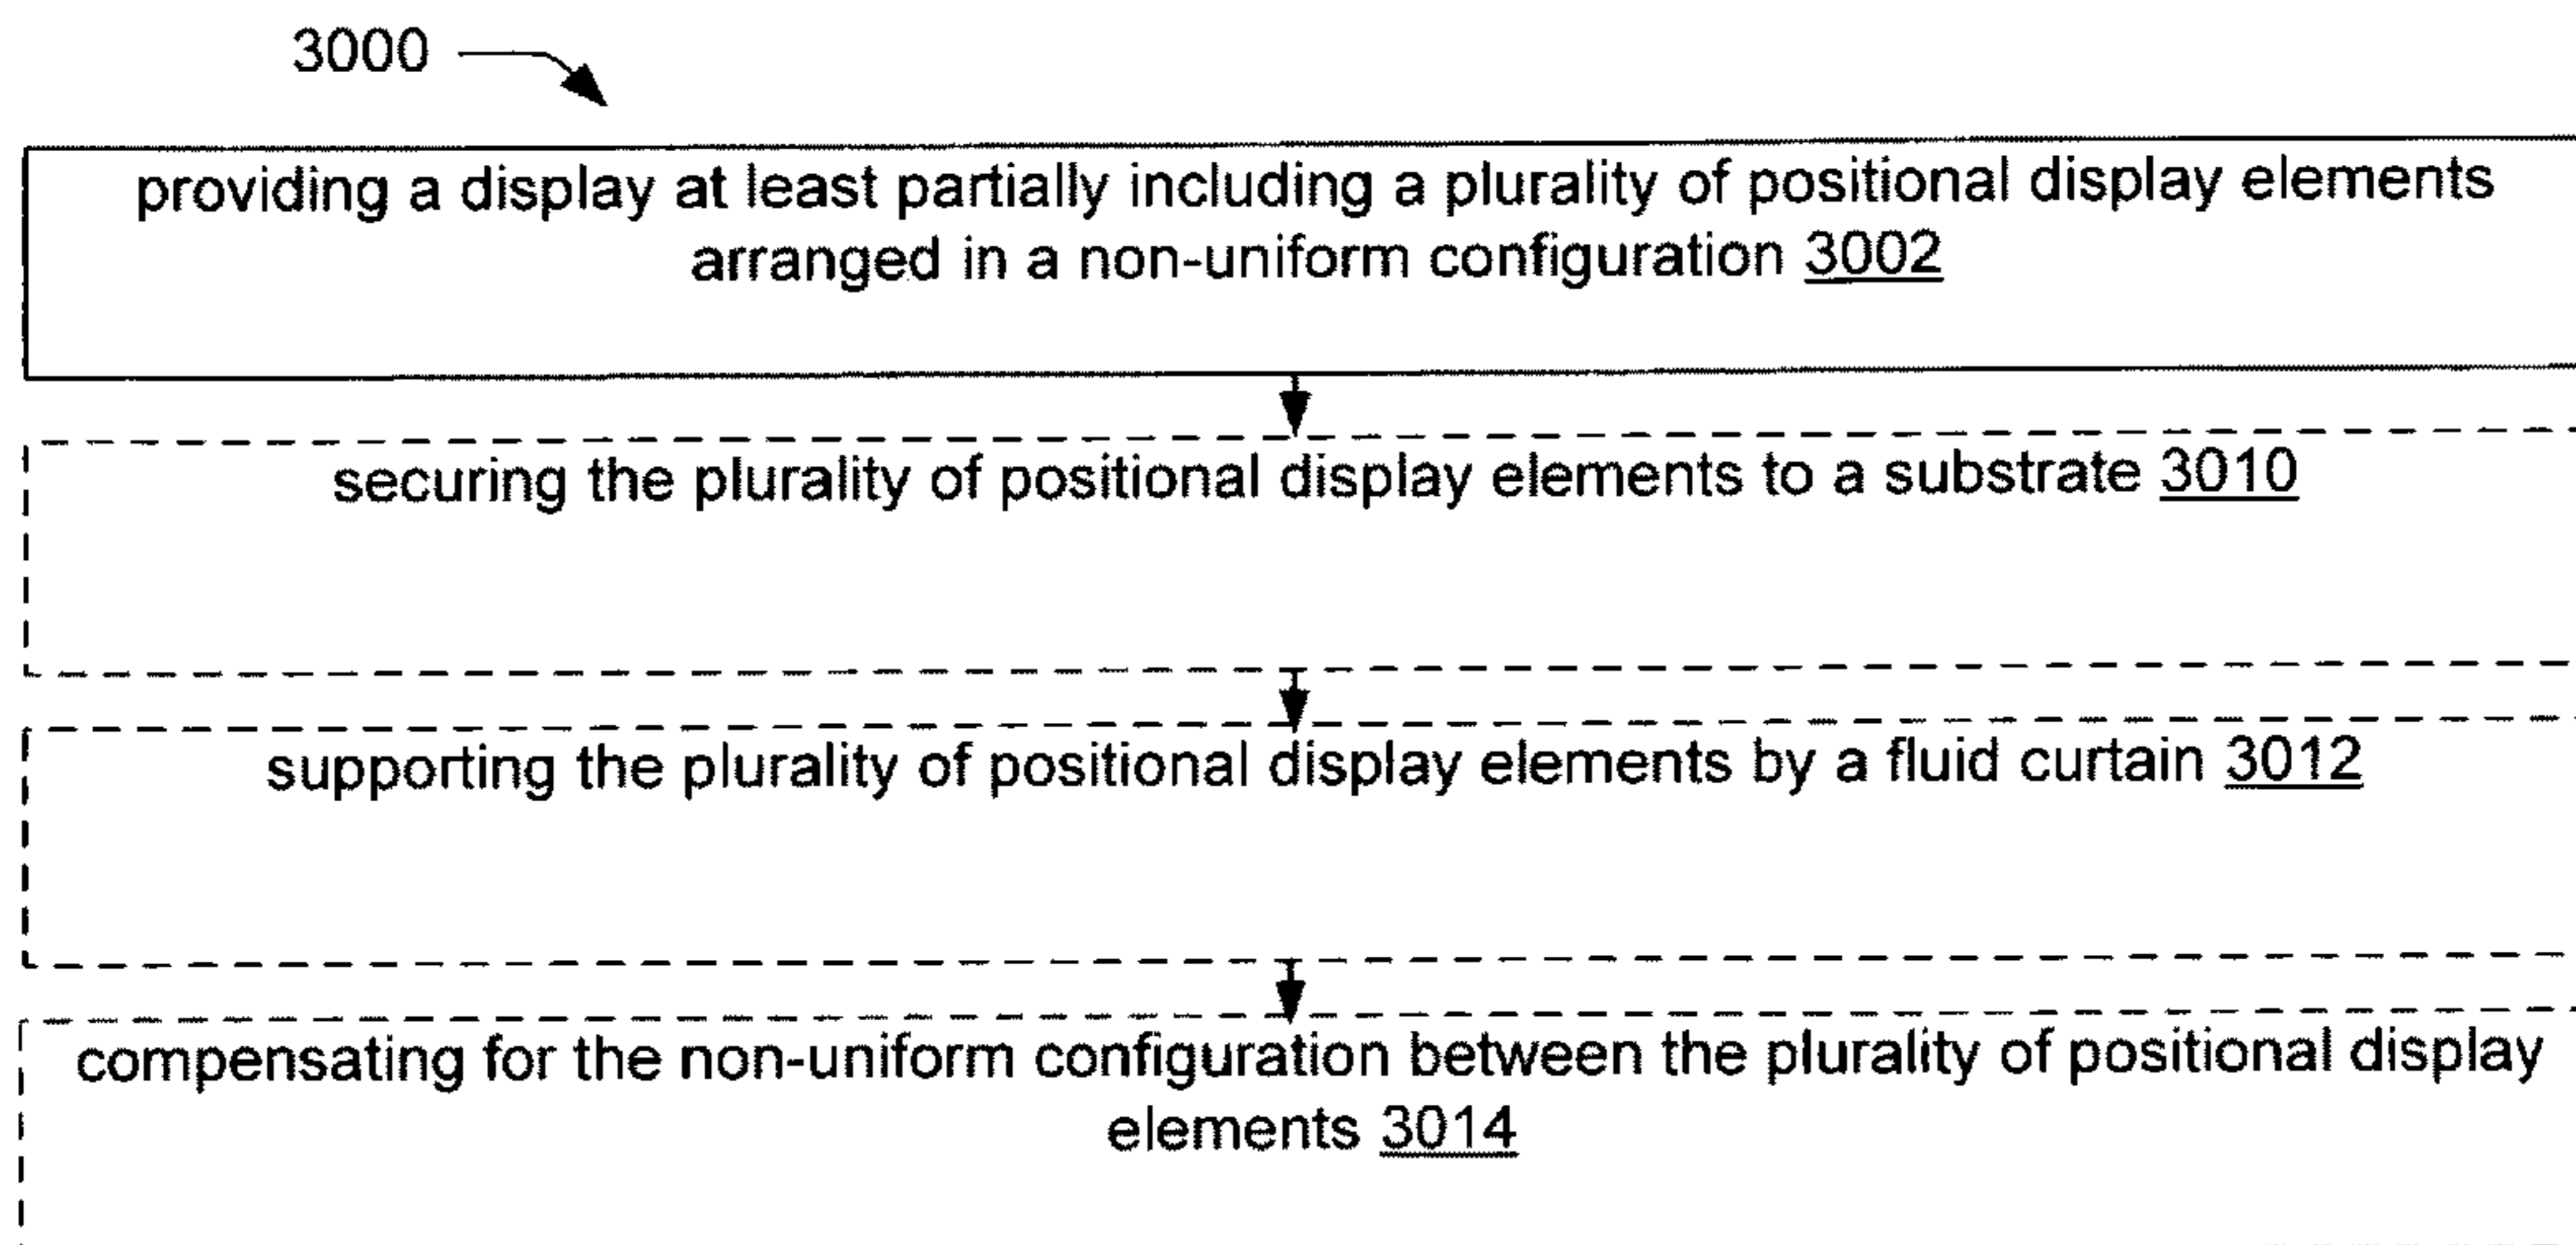 3000
providing a display at least partially including a plurality of positional display elements
arranged in a non-uniform configuration 3002
securing the plurality of positional display elements to a substrate 3010
supporting the plurality of positional display elements by a fluid curtain 3012
compensating for the non-uniform configuration between the plurality of positional display
elements 3014